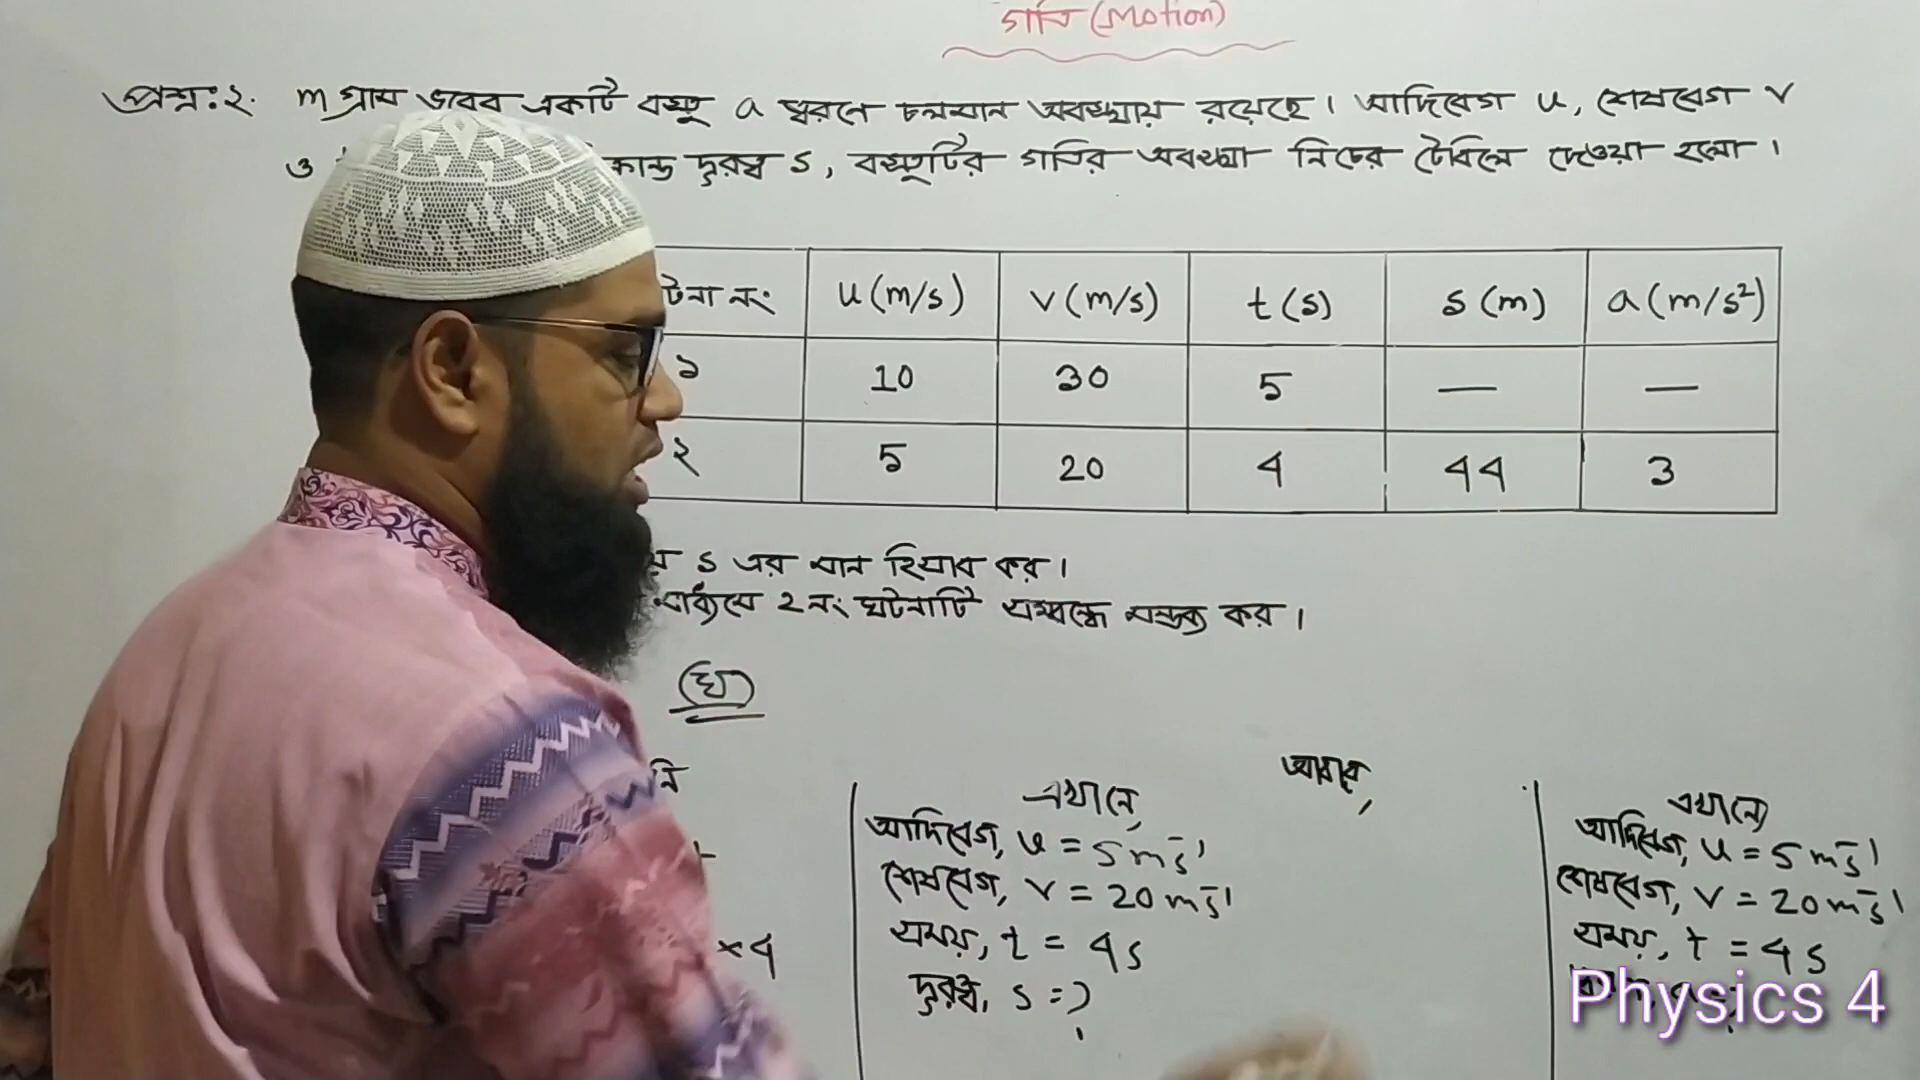 গতি (Motion)
প্রশ্ন: ২. m গ্রাম ভরের একটি বস্তু a ত্বরণে চলমান অবস্থায় রয়েছে। আদিবেগ u, শেষবেগ v
ও দূরত্ব s, বস্তুটির গতির অবস্থা নিচের টেবিলে দেওয়া হলো।
টনা নং u (m/s) v (m/s) t (s) s (m) a (m/s²)
১ 10 30 5 — —
২ 5 20 4 44 3
s এর মান হিসাব কর।
মাধ্যমে ২নং ঘটনাটি সম্বন্ধে মন্তব্য কর।
(ঘ)
×4
এখানে,
আদিবেগ, u = 5 ms⁻¹
শেষবেগ, v = 20 ms⁻¹
সময়, t = 4s
দূরত্ব, s = ?
আবার,
এখানে,
আদিবেগ, u = 5 ms⁻¹
শেষবেগ, v = 20 ms⁻¹
সময়, t = 4s
Physics 4